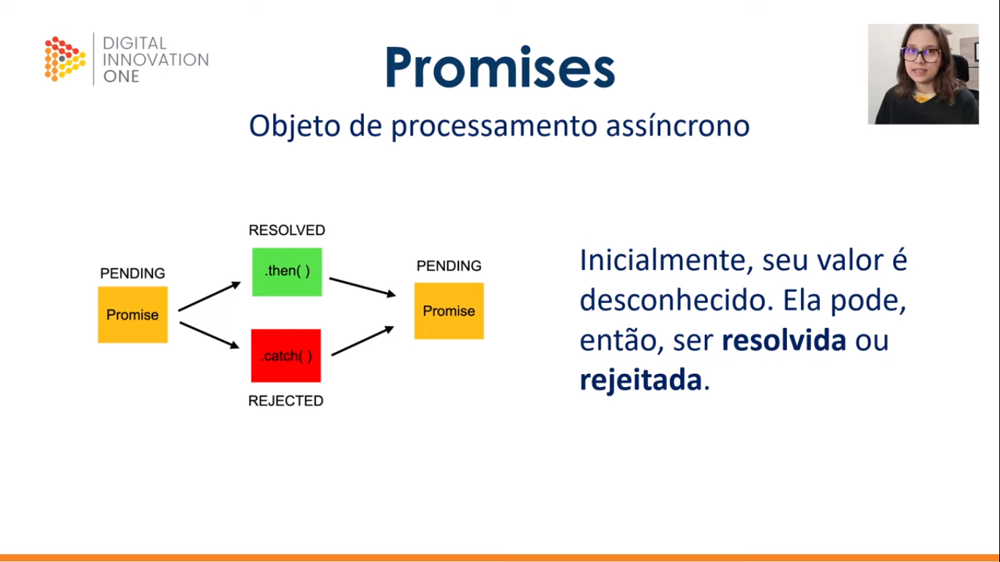 DIGITAL
INNOVATION
ONE
Promises
Objeto de processamento assíncrono
RESOLVED
.then( )
PENDING
Promise
.catch( )
REJECTED
PENDING
Promise
Inicialmente, seu valor é
desconhecido. Ela pode,
então, ser resolvida ou
rejeitada.